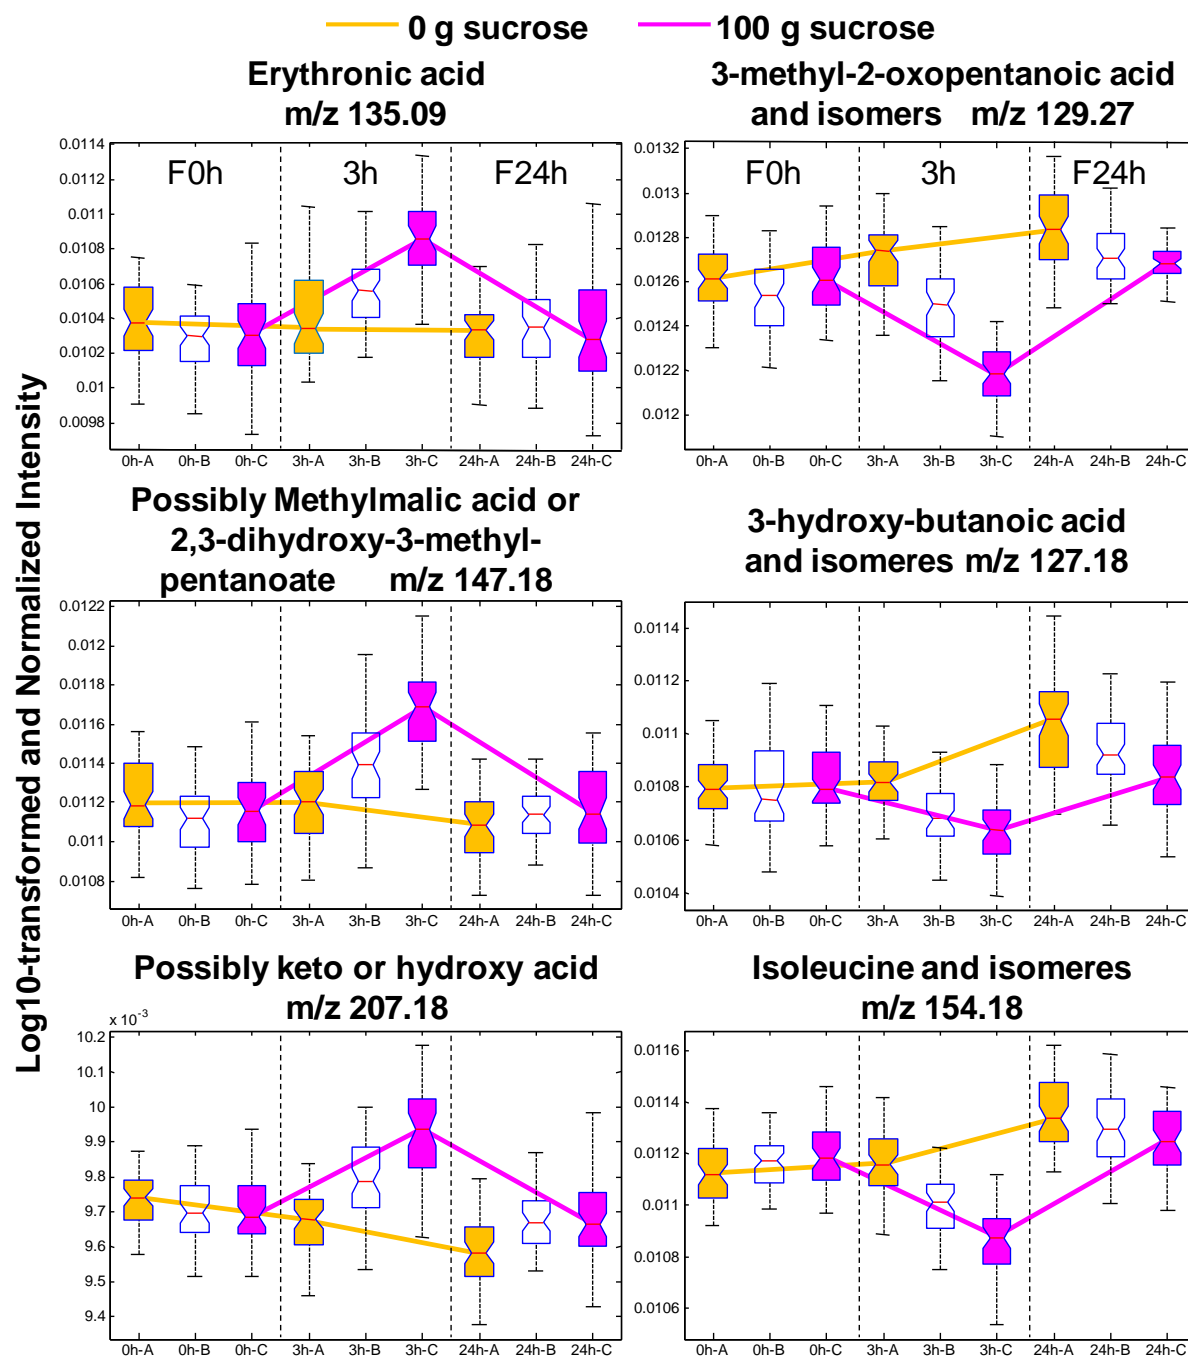 0 g sucrose 100 g sucrose
Log10-transformed and Normalized Intensity
Erythronic acid
m/z 135.09
0.0114
0.0112
0.011
0.0108
0.0106
0.0104
0.0102
0.01
0.0098
F0h 3h F24h
0h-A 0h-B 0h-C 3h-A 3h-B 3h-C 24h-A 24h-B 24h-C
3-methyl-2-oxopentanoic acid
and isomers m/z 129.27
0.0132
0.013
0.0128
0.0126
0.0124
0.0122
0.012
F0h 3h F24h
0h-A 0h-B 0h-C 3h-A 3h-B 3h-C 24h-A 24h-B 24h-C
Possibly Methylmalic acid or
2,3-dihydroxy-3-methyl-
pentanoate m/z 147.18
0.0122
0.012
0.0118
0.0116
0.0114
0.0112
0.011
0.0108
0h-A 0h-B 0h-C 3h-A 3h-B 3h-C 24h-A 24h-B 24h-C
3-hydroxy-butanoic acid
and isomeres m/z 127.18
0.0114
0.0112
0.011
0.0108
0.0106
0.0104
0h-A 0h-B 0h-C 3h-A 3h-B 3h-C 24h-A 24h-B 24h-C
Possibly keto or hydroxy acid
m/z 207.18
x 10-3
10.2
10.1
10
9.9
9.8
9.7
9.6
9.5
9.4
0h-A 0h-B 0h-C 3h-A 3h-B 3h-C 24h-A 24h-B 24h-C
Isoleucine and isomeres
m/z 154.18
0.0116
0.0114
0.0112
0.011
0.0108
0.0106
0h-A 0h-B 0h-C 3h-A 3h-B 3h-C 24h-A 24h-B 24h-C